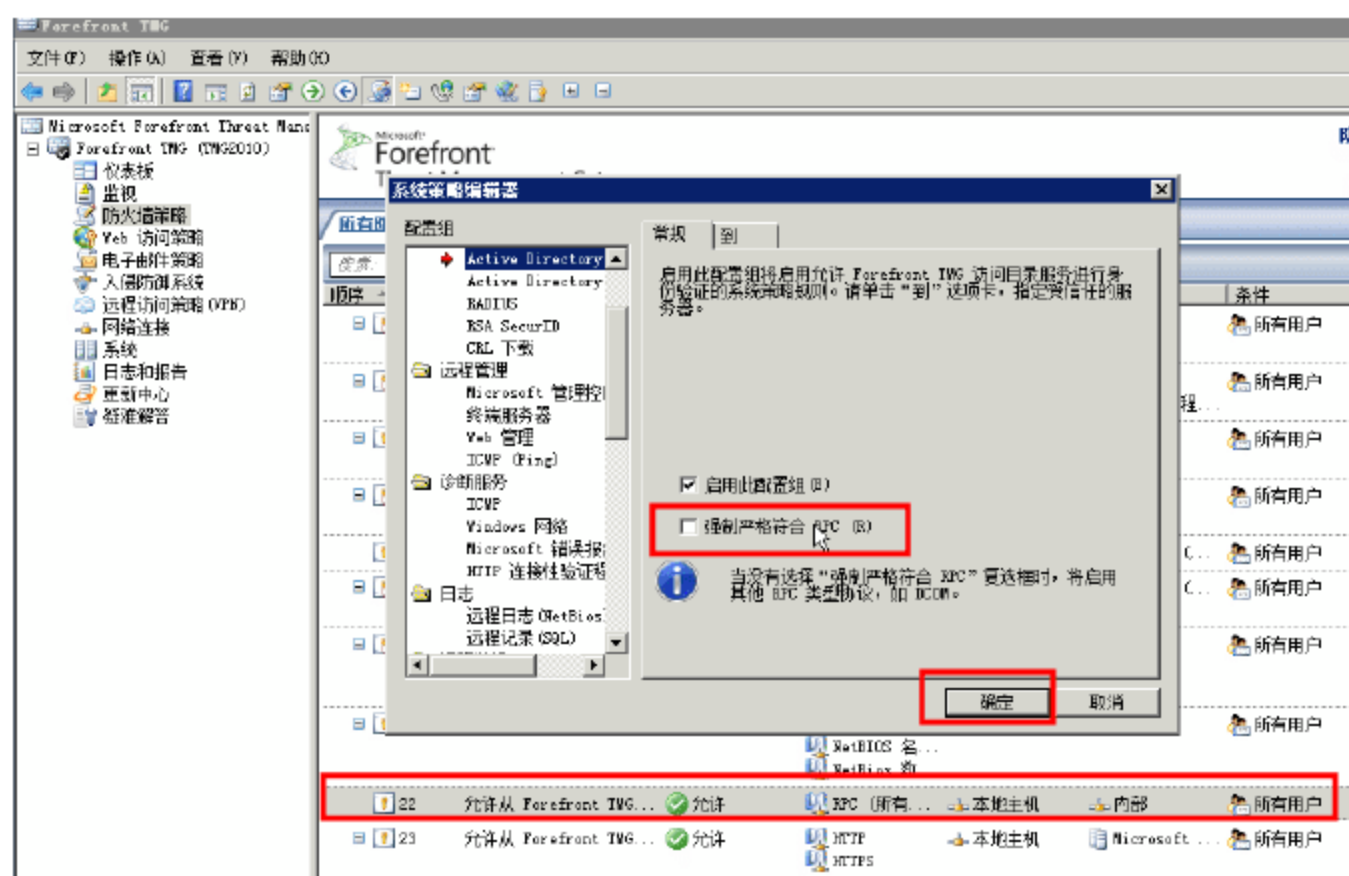 Forefront TMG
文件(F) 操作(A) 查看(V) 帮助(H)
Microsoft Forefront Threat Mana
Forefront TMG (TMG2010)
仪表板
监视
防火墙策略
Web 访问策略
电子邮件策略
入侵防御系统
远程访问策略(VPN)
网络连接
系统
日志和报告
更新中心
疑难解答
Microsoft
Forefront
系统策略编辑器
配置组
Active Directory
Active Directory
RADIUS
RSA SecurID
CRL 下载
远程管理
Microsoft 管理控
终端服务器
Web 管理
ICMP (Ping)
诊断服务
ICMP
Windows 网络
Microsoft 错误报
HTTP 连接性验证程
日志
远程日志(NetBios)
远程记录(SQL)
常规 到
启用此配置组将启用允许 Forefront TMG 访问目录服务进行身
份验证的系统策略规则。请单击“到”选项卡，指定受信任的服
务器。
启用此配置组(E)
强制严格符合 RPC (R)
当没有选择“强制严格符合 RPC”复选框时，将启用
其他 RPC 类型协议，如 DCOM。
确定 取消
所有
搜索
顺序 条件
所有用户
所有用户
程...
所有用户
所有用户
C... 所有用户
C... 所有用户
所有用户
所有用户
NetBIOS 名...
22 允许从 Forefront TMG... 允许 RPC (所有... 本地主机 内部 所有用户
23 允许从 Forefront TMG... 允许 HTTP 本地主机 Microsoft ... 所有用户
HTTPS